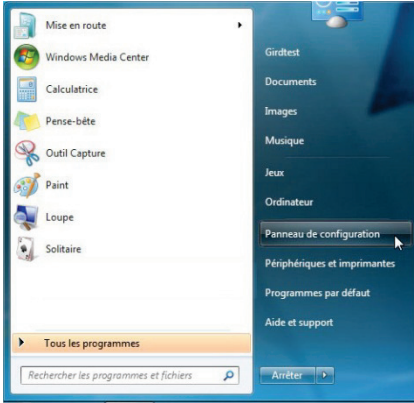 Mise en route
Windows Media Center
Calculatrice
Pense-bête
Outil Capture
Paint
Loupe
Solitaire
Tous les programmes
Rechercher les programmes et fichiers
Girdtest
Documents
Images
Musique
Jeux
Ordinateur
Panneau de configuration
Périphériques et imprimantes
Programmes par défaut
Aide et support
Arrêter